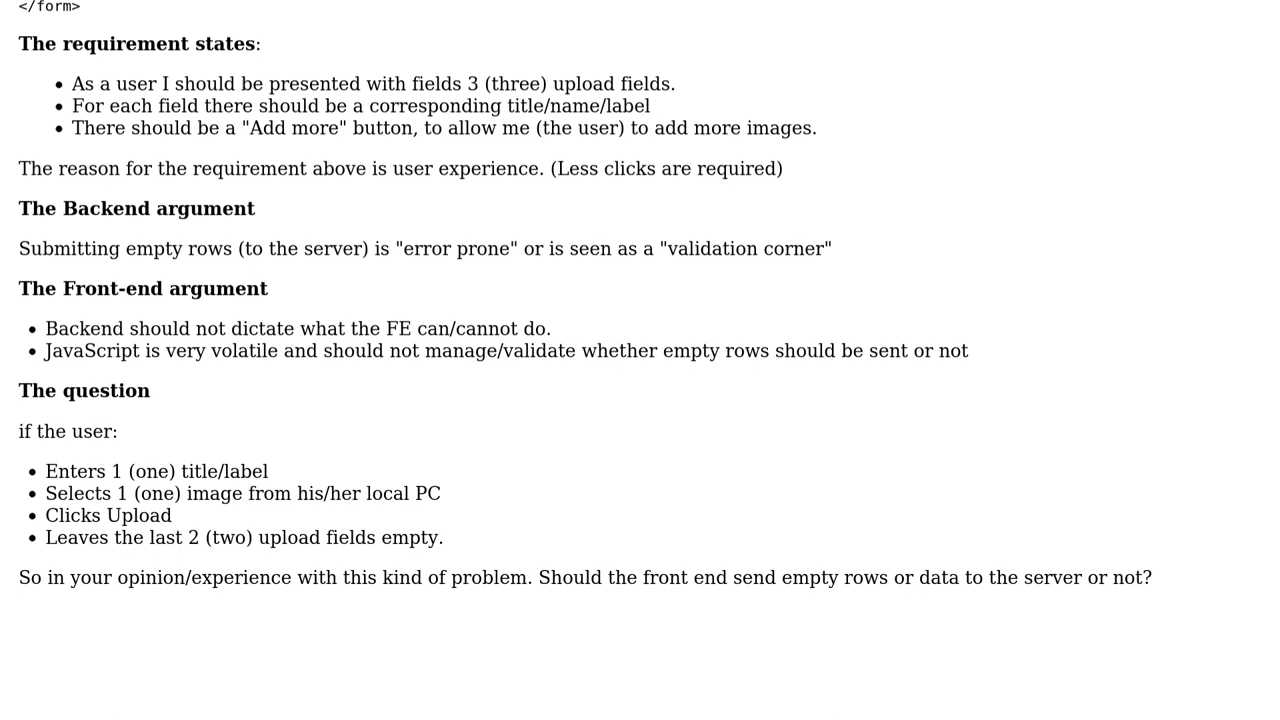 </form>
The requirement states:
• As a user I should be presented with fields 3 (three) upload fields.
• For each field there should be a corresponding title/name/label
• There should be a "Add more" button, to allow me (the user) to add more images.
The reason for the requirement above is user experience. (Less clicks are required)
The Backend argument
Submitting empty rows (to the server) is "error prone" or is seen as a "validation corner"
The Front-end argument
• Backend should not dictate what the FE can/cannot do.
• JavaScript is very volatile and should not manage/validate whether empty rows should be sent or not
The question
if the user:
• Enters 1 (one) title/label
• Selects 1 (one) image from his/her local PC
• Clicks Upload
• Leaves the last 2 (two) upload fields empty.
So in your opinion/experience with this kind of problem. Should the front end send empty rows or data to the server or not?